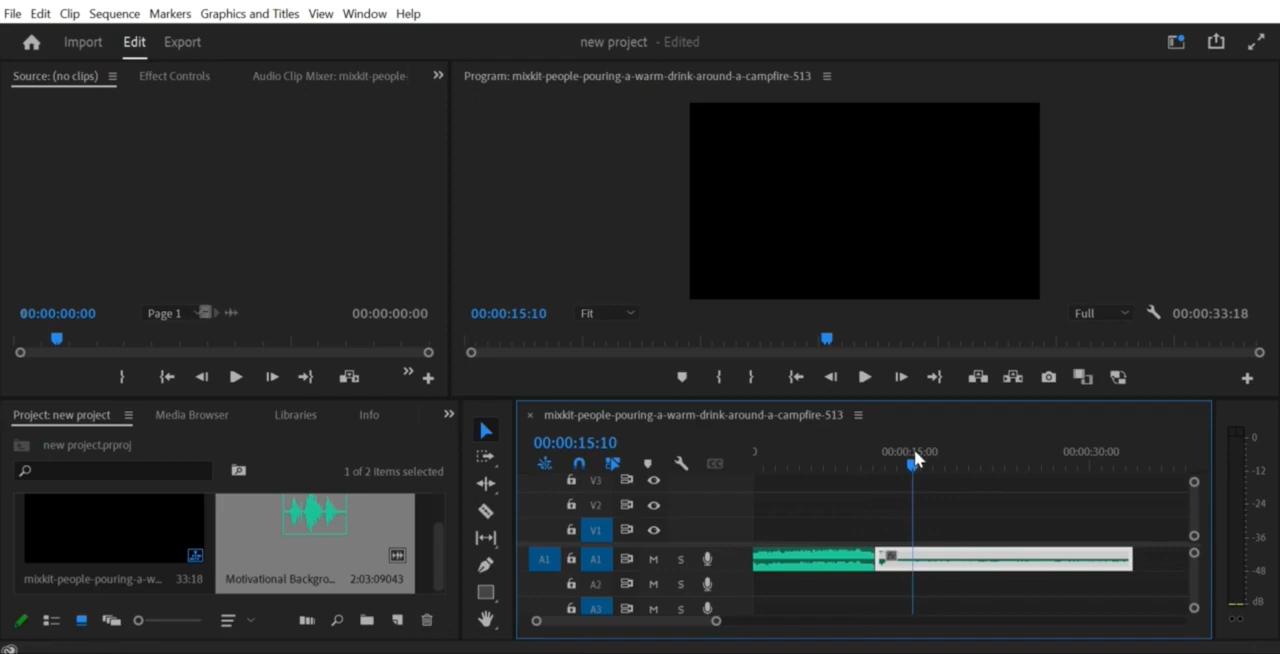 File Edit Clip Sequence Markers Graphics and Titles View Window Help
Import Edit Export new project - Edited
Source: (no clips) Effect Controls Audio Clip Mixer: mixkit-people- Program: mixkit-people-pouring-a-warm-drink-around-a-campfire-513
00:00:00:00 Page 1 00:00:00:00 00:00:15:10 Fit Full 00:00:33:18
Project: new project Media Browser Libraries Info
new project.prproj
1 of 2 items selected
mixkit-people-pouring-a-w... 33:18 Motivational Backgro... 2:03:09043
mixkit-people-pouring-a-warm-drink-around-a-campfire-513
00:00:15:10
00:00:15:00 00:00:30:00
V3
V2
V1
A1 A1 M S
A2 M S
A3 M S
0
-12
-24
-36
-48
dB